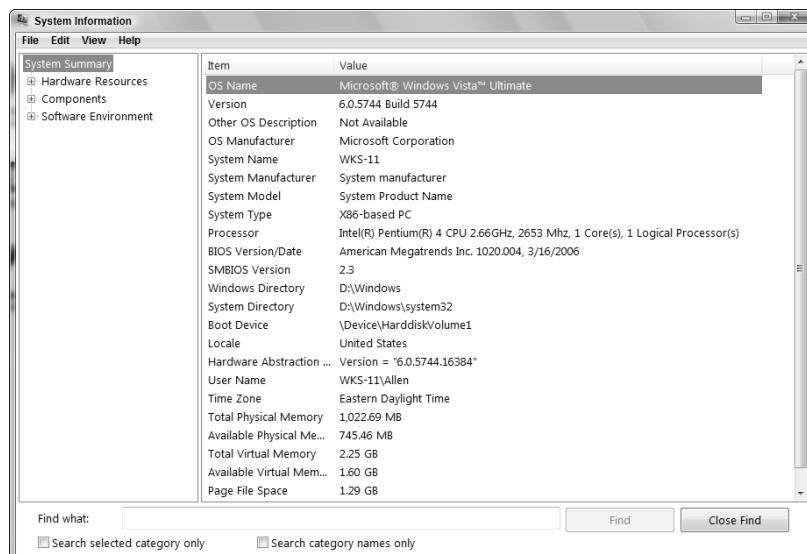 System Information
File Edit View Help
System Summary
Hardware Resources
Components
Software Environment
Item Value
OS Name Microsoft® Windows Vista™ Ultimate
Version 6.0.5744 Build 5744
Other OS Description Not Available
OS Manufacturer Microsoft Corporation
System Name WKS-11
System Manufacturer System manufacturer
System Model System Product Name
System Type X86-based PC
Processor Intel(R) Pentium(R) 4 CPU 2.66GHz, 2653 Mhz, 1 Core(s), 1 Logical Processor(s)
BIOS Version/Date American Megatrends Inc. 1020.004, 3/16/2006
SMBIOS Version 2.3
Windows Directory D:\Windows
System Directory D:\Windows\system32
Boot Device \Device\HarddiskVolume1
Locale United States
Hardware Abstraction ... Version = "6.0.5744.16384"
User Name WKS-11\Allen
Time Zone Eastern Daylight Time
Total Physical Memory 1,022.69 MB
Available Physical Me... 745.46 MB
Total Virtual Memory 2.25 GB
Available Virtual Mem... 1.60 GB
Page File Space 1.29 GB
Find what: Find Close Find
Search selected category only Search category names only